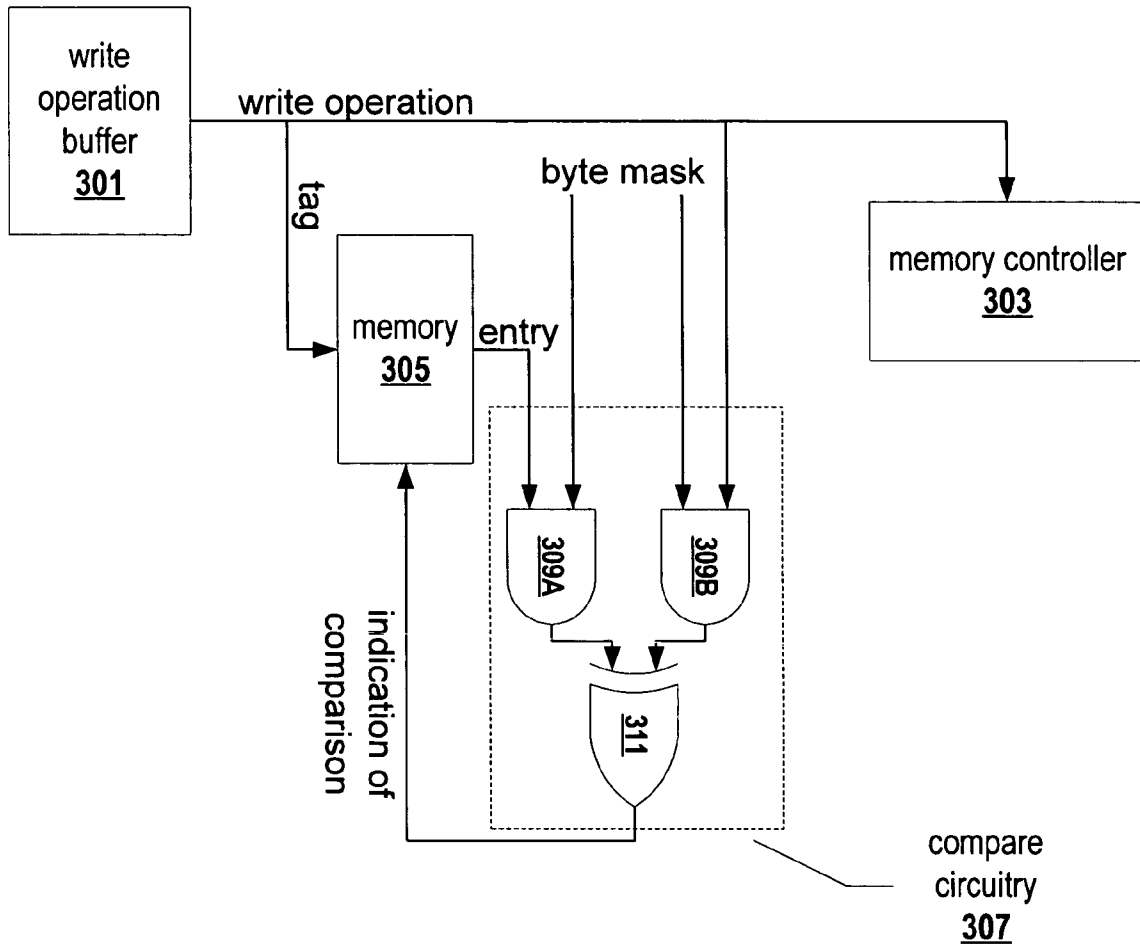 write
operation
buffer
301
write operation
tag
byte mask
memory controller
303
memory
305
entry
309A
309B
311
indication of
comparison
compare
circuitry
307